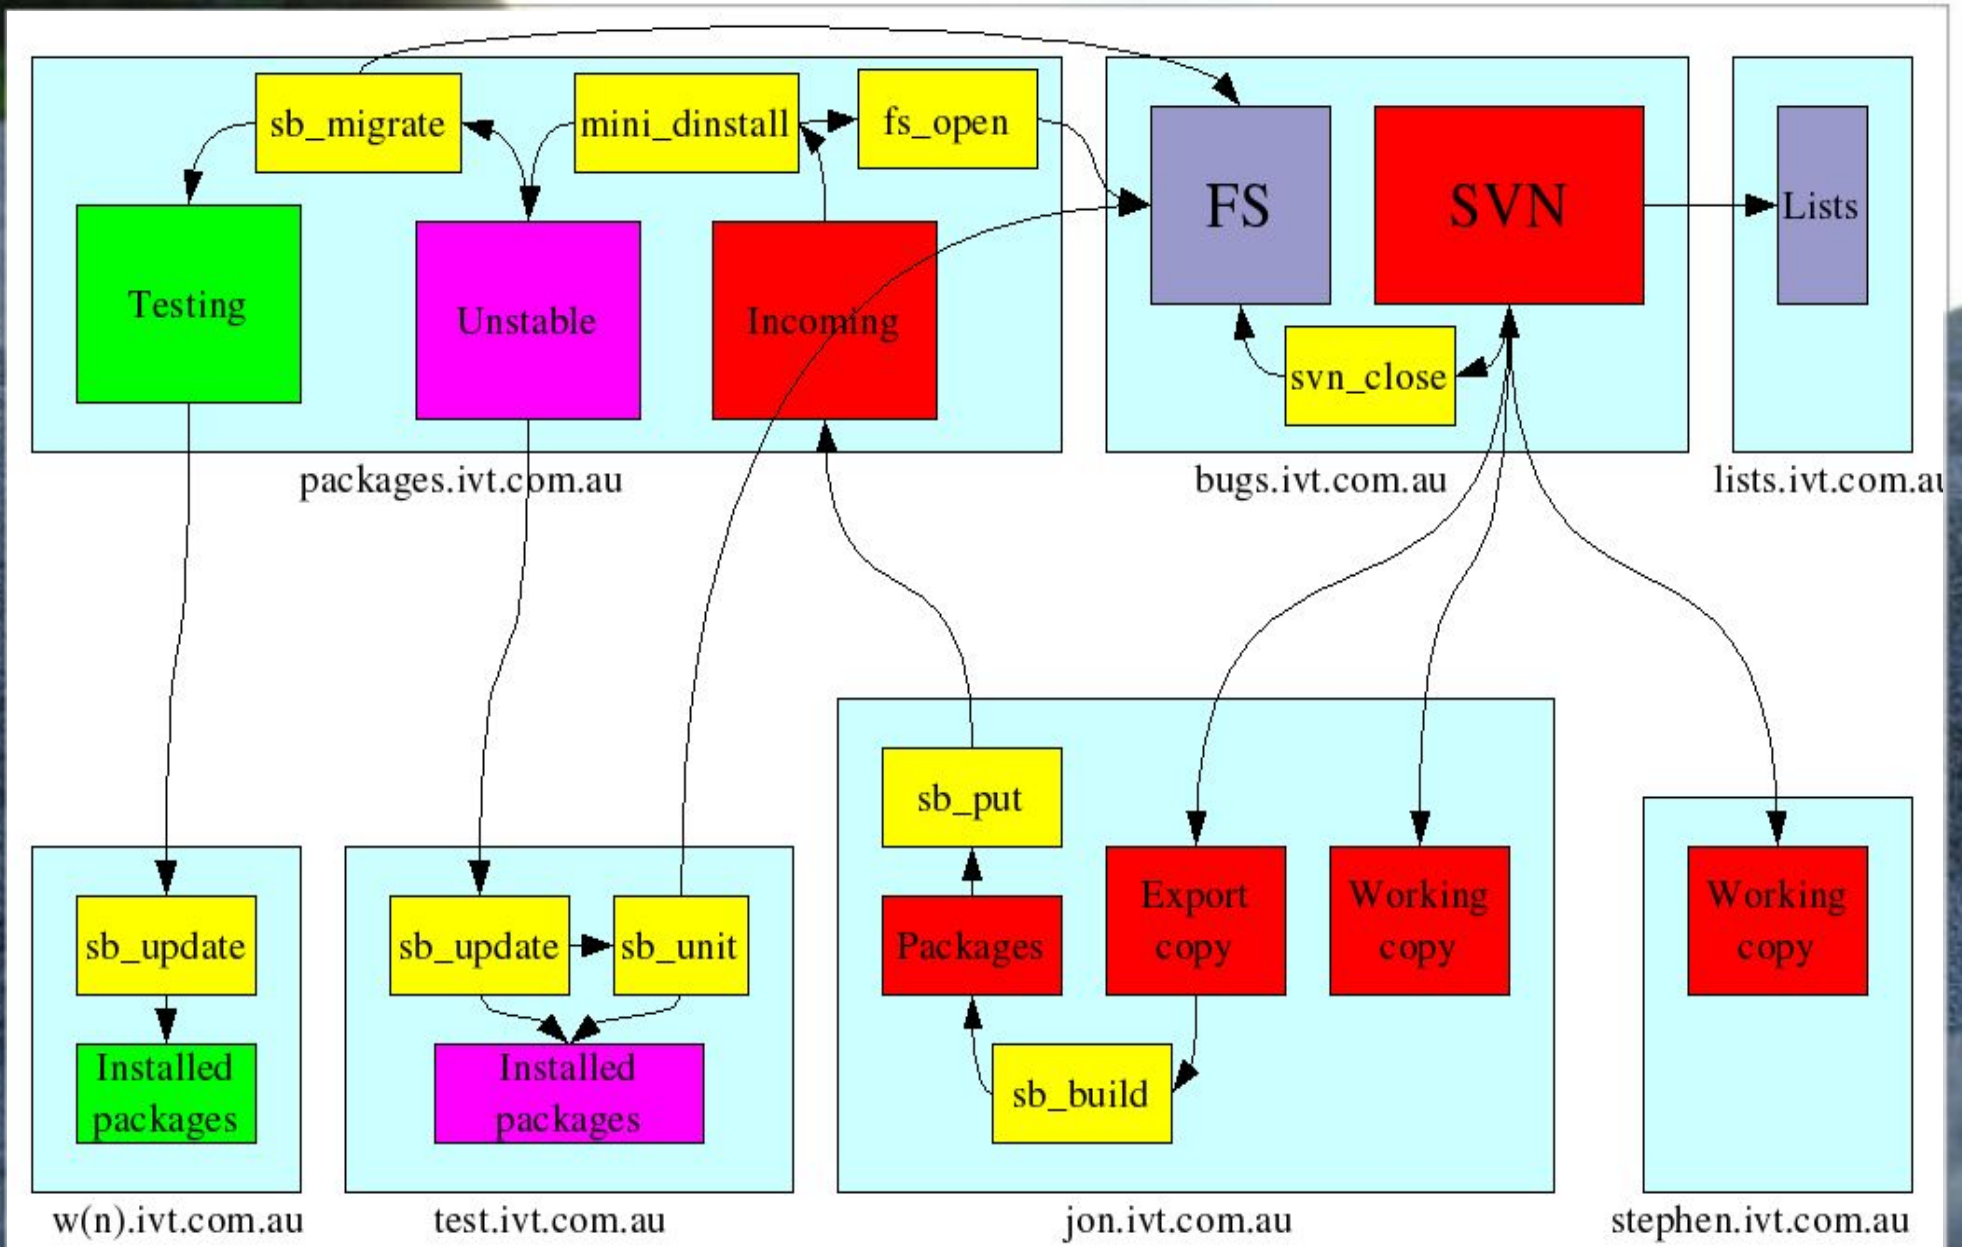 sb_migrate
mini_dinstall
fs_open
Testing
Unstable
Incoming
packages.ivt.com.au
FS
SVN
svn_close
bugs.ivt.com.au
Lists
lists.ivt.com.au
sb_update
Installed
packages
w(n).ivt.com.au
sb_update
sb_unit
Installed
packages
test.ivt.com.au
sb_put
Packages
Export
copy
Working
copy
sb_build
jon.ivt.com.au
Working
copy
stephen.ivt.com.au